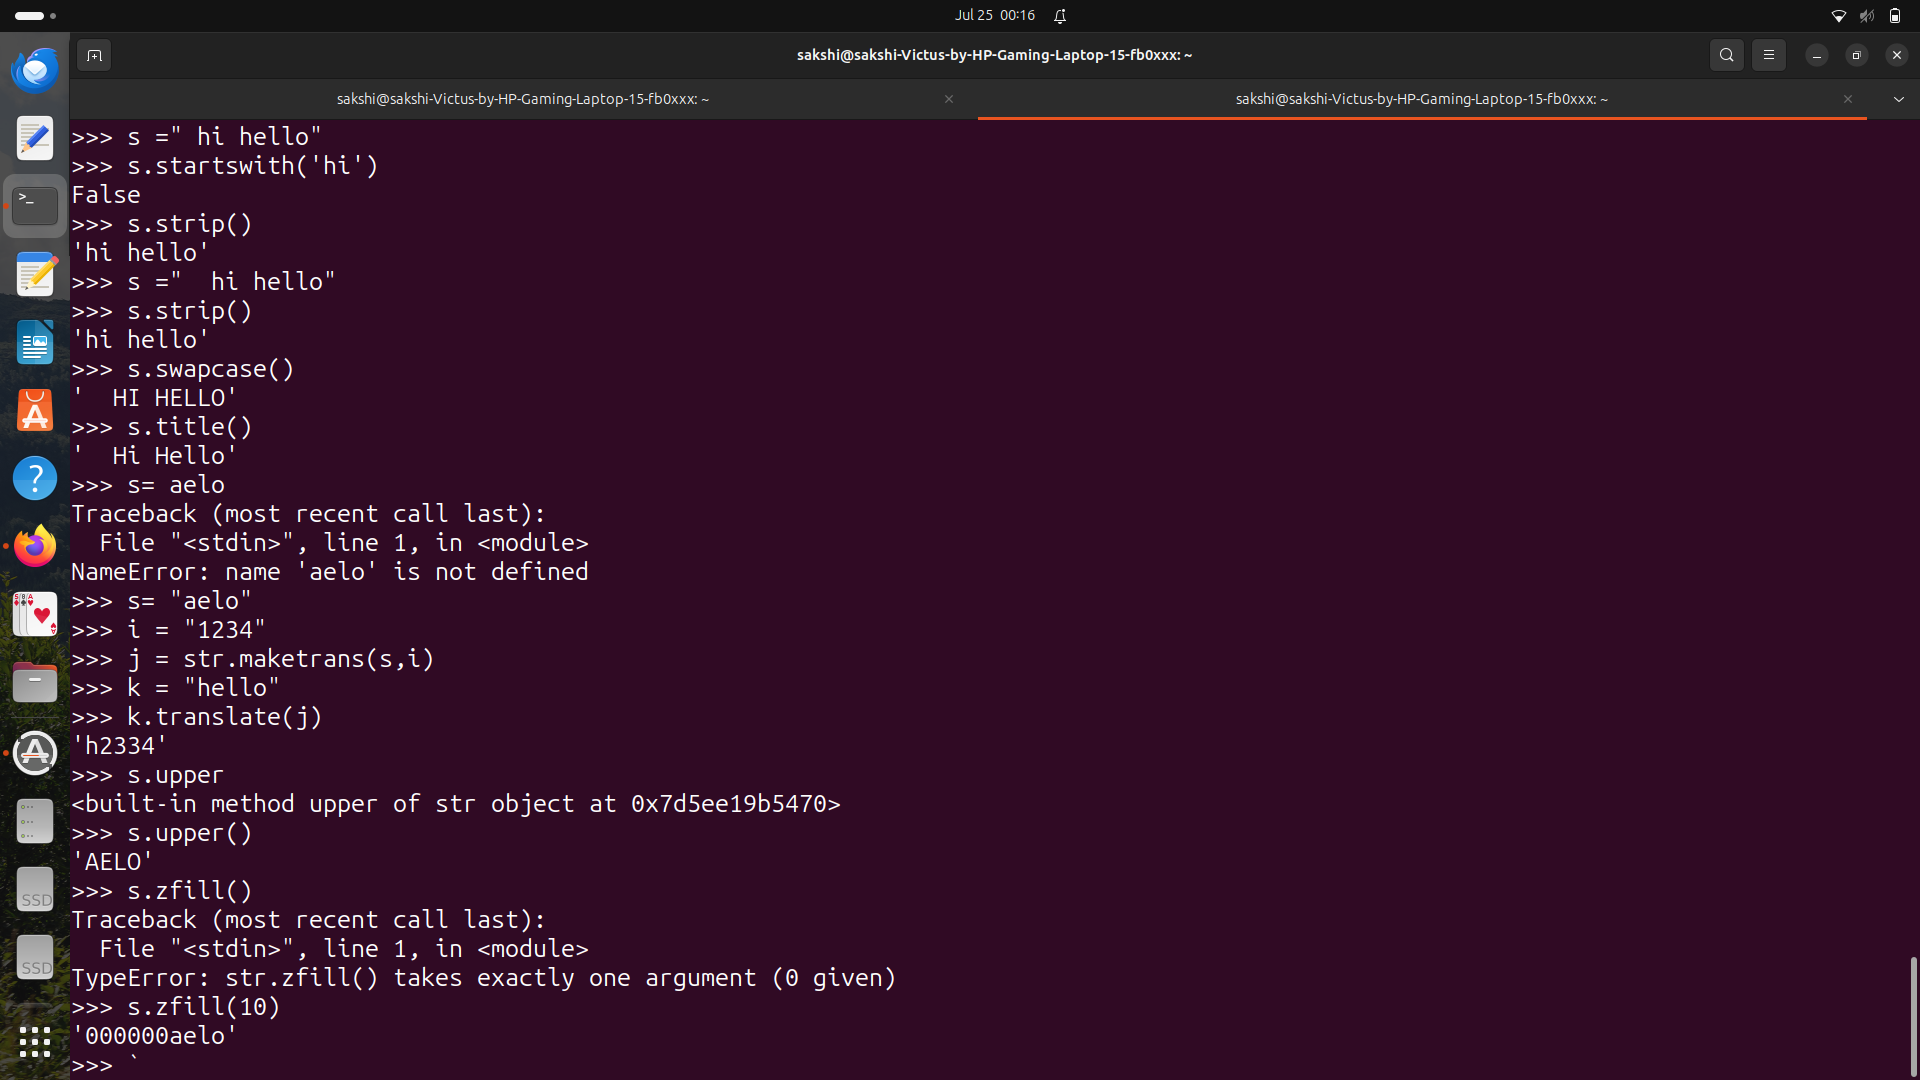 Jul 25 00:16
sakshi@sakshi-Victus-by-HP-Gaming-Laptop-15-fb0xxx: ~
sakshi@sakshi-Victus-by-HP-Gaming-Laptop-15-fb0xxx: ~
sakshi@sakshi-Victus-by-HP-Gaming-Laptop-15-fb0xxx: ~
>>> s =" hi hello"
>>> s.startswith('hi')
False
>>> s.strip()
'hi hello'
>>> s ="  hi hello"
>>> s.strip()
'hi hello'
>>> s.swapcase()
'  HI HELLO'
>>> s.title()
'  Hi Hello'
>>> s= aelo
Traceback (most recent call last):
  File "<stdin>", line 1, in <module>
NameError: name 'aelo' is not defined
>>> s= "aelo"
>>> i = "1234"
>>> j = str.maketrans(s,i)
>>> k = "hello"
>>> k.translate(j)
'h2334'
>>> s.upper
<built-in method upper of str object at 0x7d5ee19b5470>
>>> s.upper()
'AELO'
>>> s.zfill()
Traceback (most recent call last):
  File "<stdin>", line 1, in <module>
TypeError: str.zfill() takes exactly one argument (0 given)
>>> s.zfill(10)
'000000aelo'
>>> `
SSD
SSD